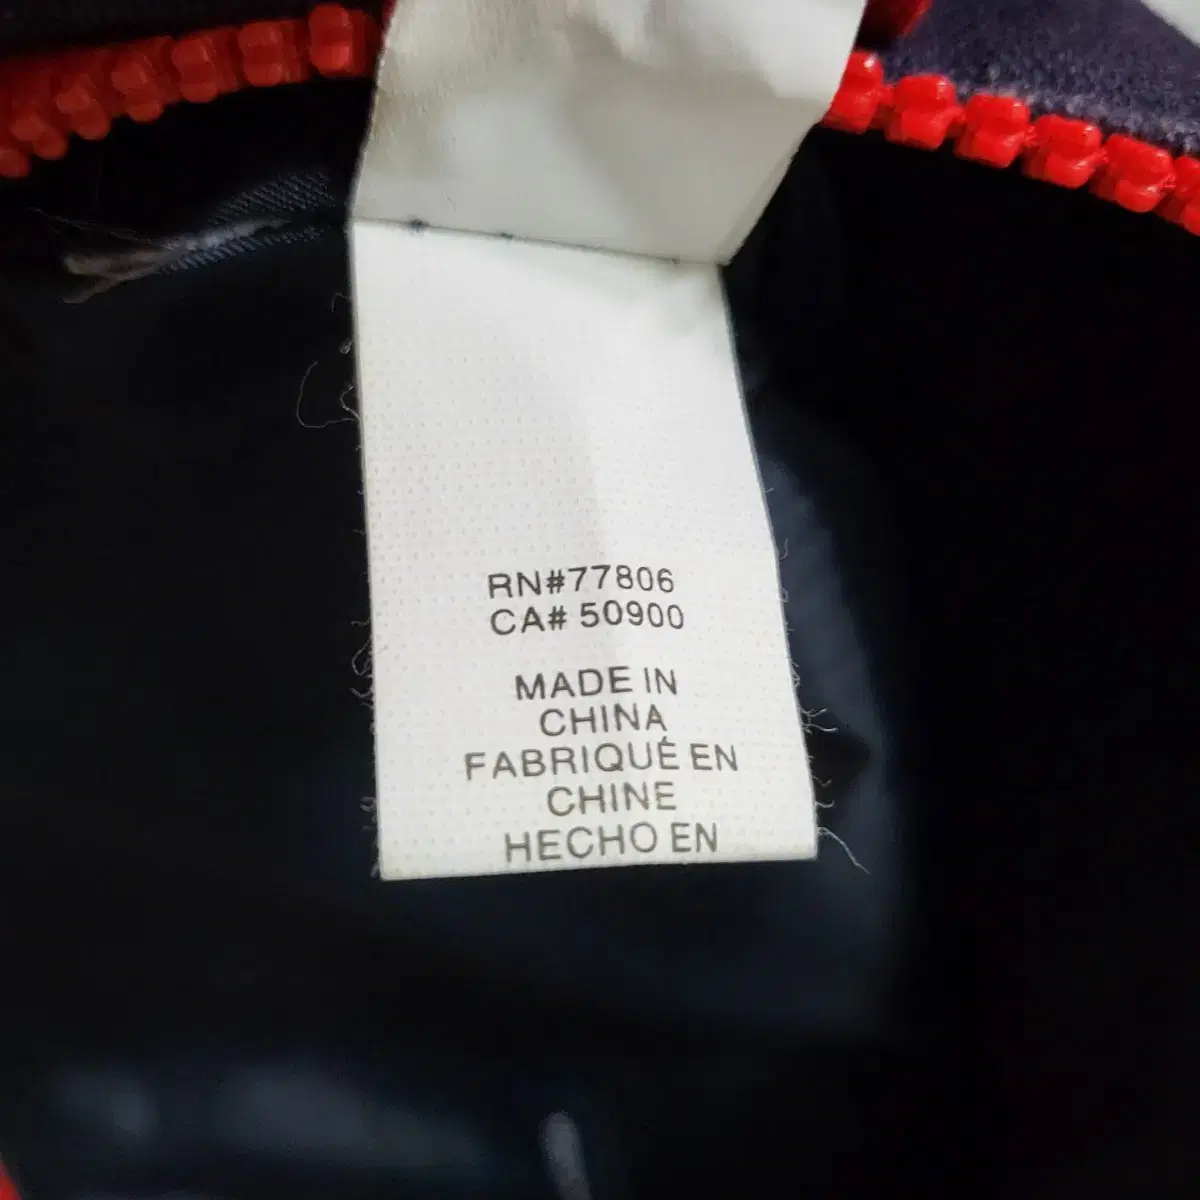 RN#77806
CA# 50900
MADE IN
CHINA
FABRIQUÉ EN
CHINE
HECHO EN